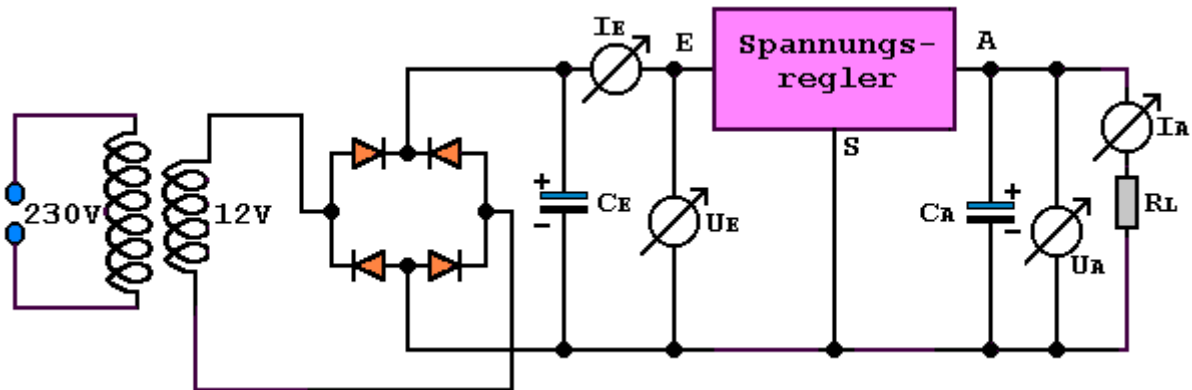 IE
E
Spannungs-
regler
A
IA
S
230V
12V
+
-
CE
UE
CA
+
-
UA
RL